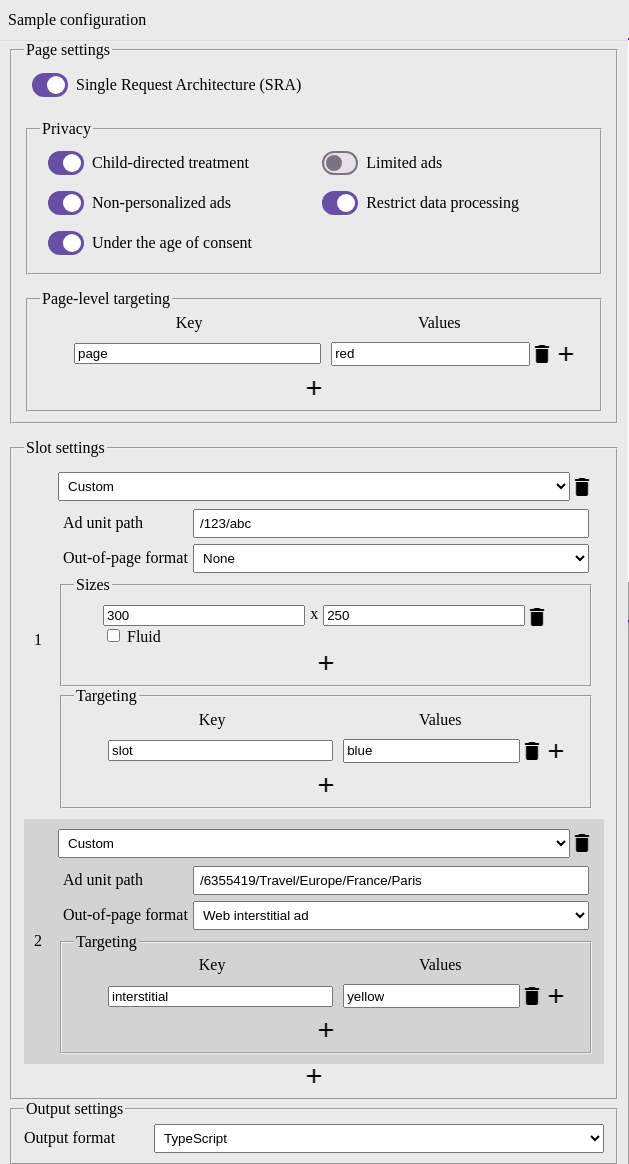 Sample configuration
Page settings
Single Request Architecture (SRA)
Privacy
Child-directed treatment
Limited ads
Non-personalized ads
Restrict data processing
Under the age of consent
Page-level targeting
Key Values
page red
Slot settings
1
Custom
Ad unit path /123/abc
Out-of-page format None
Sizes
300 x 250
Fluid
Targeting
Key Values
slot blue
2
Custom
Ad unit path /6355419/Travel/Europe/France/Paris
Out-of-page format Web interstitial ad
Targeting
Key Values
interstitial yellow
Output settings
Output format TypeScript